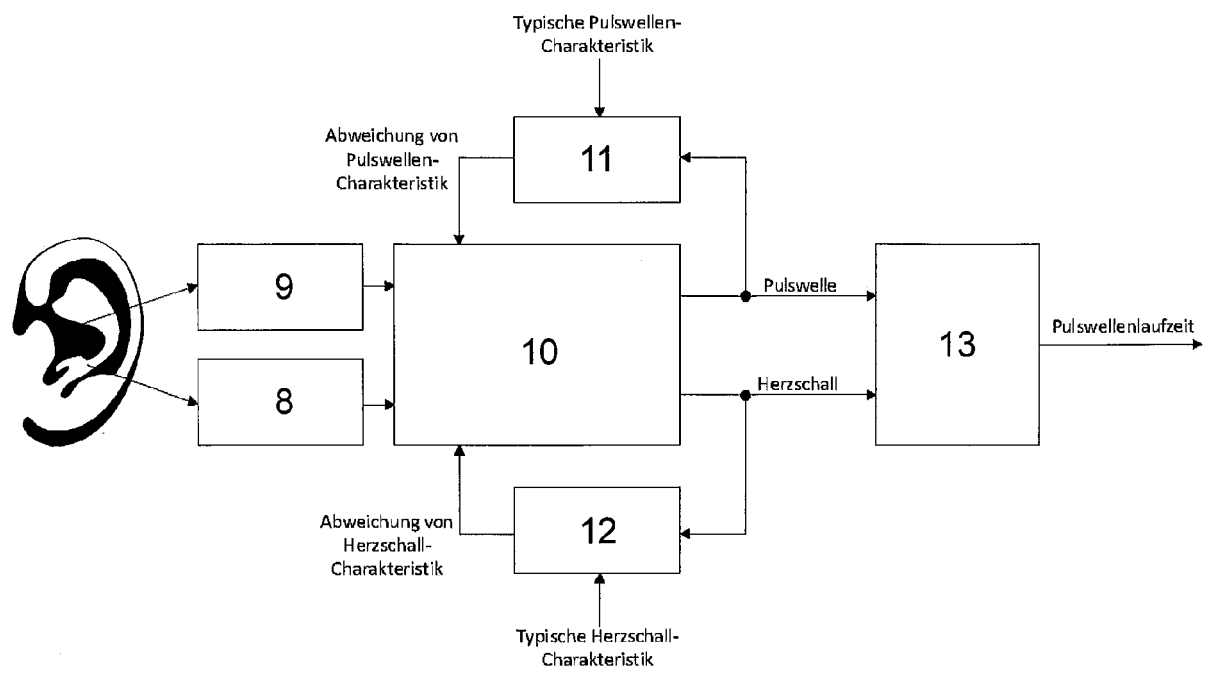 Typische Pulswellen-
Charakteristik
11
Abweichung von
Pulswellen-
Charakteristik
9
8
10
Pulswelle
Herzschall
13
Pulswellenlaufzeit
12
Abweichung von
Herzschall-
Charakteristik
Typische Herzschall-
Charakteristik